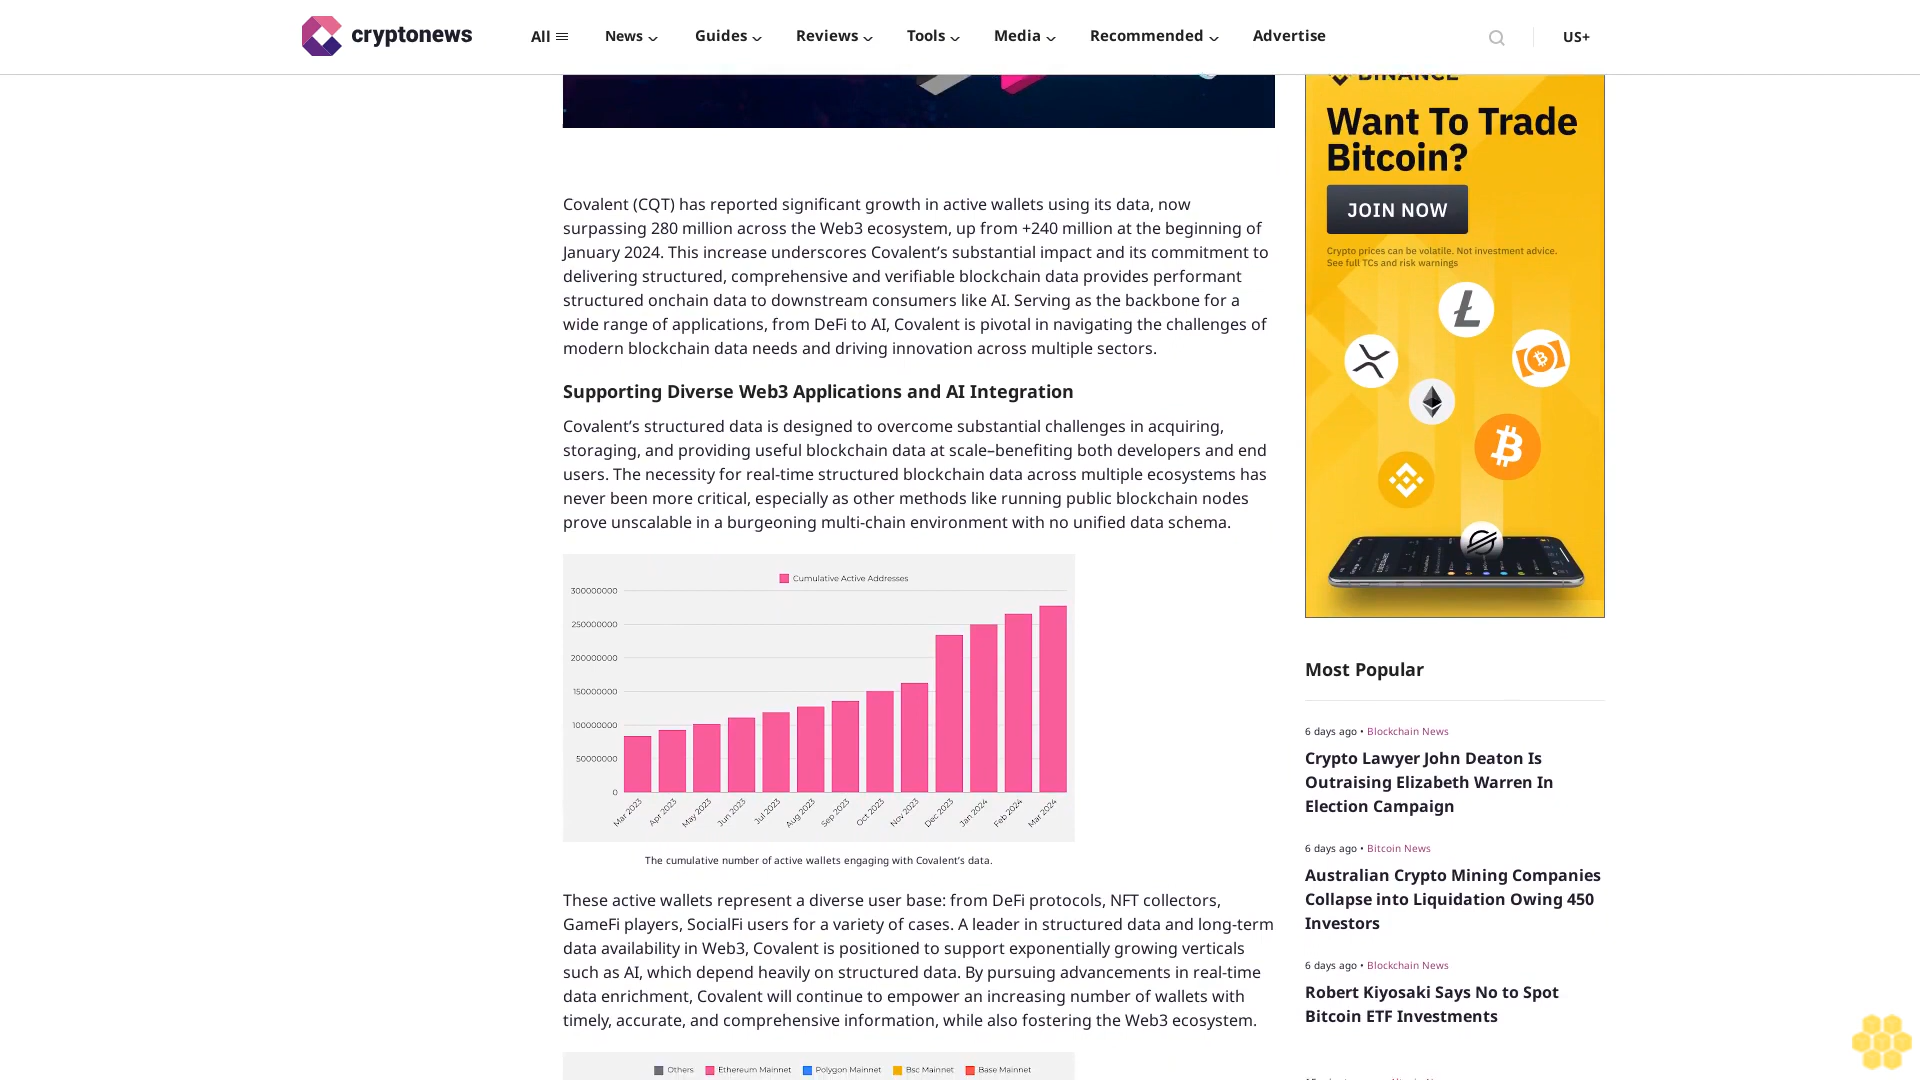 cryptonews
All
News
Guides
Reviews
Tools
Media
Recommended
Advertise
US+
Covalent (CQT) has reported significant growth in active wallets using its data, now
surpassing 280 million across the Web3 ecosystem, up from +240 million at the beginning of
January 2024. This increase underscores Covalent’s substantial impact and its commitment to
delivering structured, comprehensive and verifiable blockchain data provides performant
structured onchain data to downstream consumers like AI. Serving as the backbone for a
wide range of applications, from DeFi to AI, Covalent is pivotal in navigating the challenges of
modern blockchain data needs and driving innovation across multiple sectors.
Supporting Diverse Web3 Applications and AI Integration
Covalent’s structured data is designed to overcome substantial challenges in acquiring,
storaging, and providing useful blockchain data at scale–benefiting both developers and end
users. The necessity for real-time structured blockchain data across multiple ecosystems has
never been more critical, especially as other methods like running public blockchain nodes
prove unscalable in a burgeoning multi-chain environment with no unified data schema.
Cumulative Active Addresses
300000000
250000000
200000000
150000000
100000000
50000000
0
Mar 2023
Apr 2023
May 2023
Jun 2023
Jul 2023
Aug 2023
Sep 2023
Oct 2023
Nov 2023
Dec 2023
Jan 2024
Feb 2024
Mar 2024
The cumulative number of active wallets engaging with Covalent’s data.
These active wallets represent a diverse user base: from DeFi protocols, NFT collectors,
GameFi players, SocialFi users for a variety of cases. A leader in structured data and long-term
data availability in Web3, Covalent is positioned to support exponentially growing verticals
such as AI, which depend heavily on structured data. By pursuing advancements in real-time
data enrichment, Covalent will continue to empower an increasing number of wallets with
timely, accurate, and comprehensive information, while also fostering the Web3 ecosystem.
Others
Ethereum Mainnet
Polygon Mainnet
Bsc Mainnet
Base Mainnet
BINANCE
Want To Trade
Bitcoin?
JOIN NOW
Crypto prices can be volatile. Not investment advice.
See full TCs and risk warnings
Most Popular
6 days ago • Blockchain News
Crypto Lawyer John Deaton Is
Outraising Elizabeth Warren In
Election Campaign
6 days ago • Bitcoin News
Australian Crypto Mining Companies
Collapse into Liquidation Owing 450
Investors
6 days ago • Blockchain News
Robert Kiyosaki Says No to Spot
Bitcoin ETF Investments